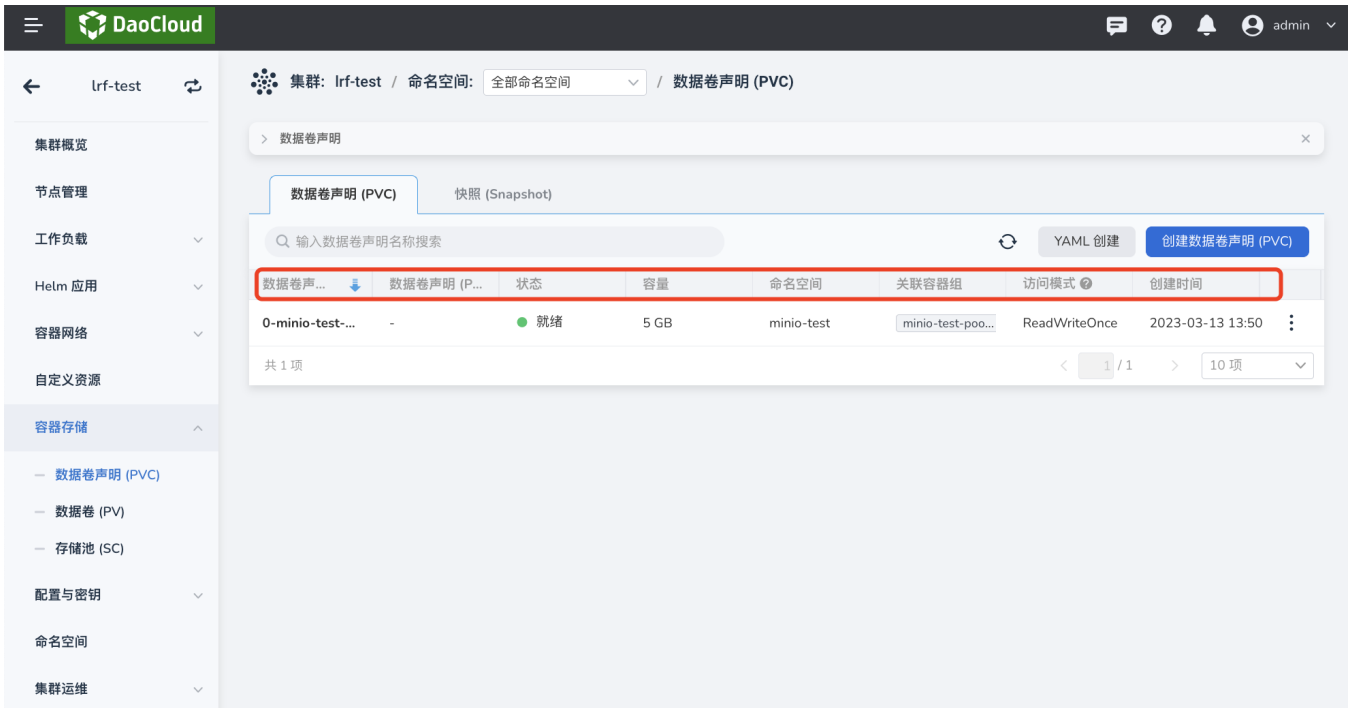 DaoCloud
admin
lrf-test
集群: lrf-test / 命名空间: 全部命名空间 / 数据卷声明 (PVC)
集群概览
节点管理
工作负载
Helm 应用
容器网络
自定义资源
容器存储
数据卷声明 (PVC)
数据卷 (PV)
存储池 (SC)
配置与密钥
命名空间
集群运维
数据卷声明
数据卷声明 (PVC) 快照 (Snapshot)
输入数据卷声明名称搜索 YAML 创建 创建数据卷声明 (PVC)
数据卷声... 数据卷声明 (P... 状态 容量 命名空间 关联容器组 访问模式 创建时间
0-minio-test-... - 就绪 5 GB minio-test minio-test-poo... ReadWriteOnce 2023-03-13 13:50
共 1 项 1 / 1 10 项